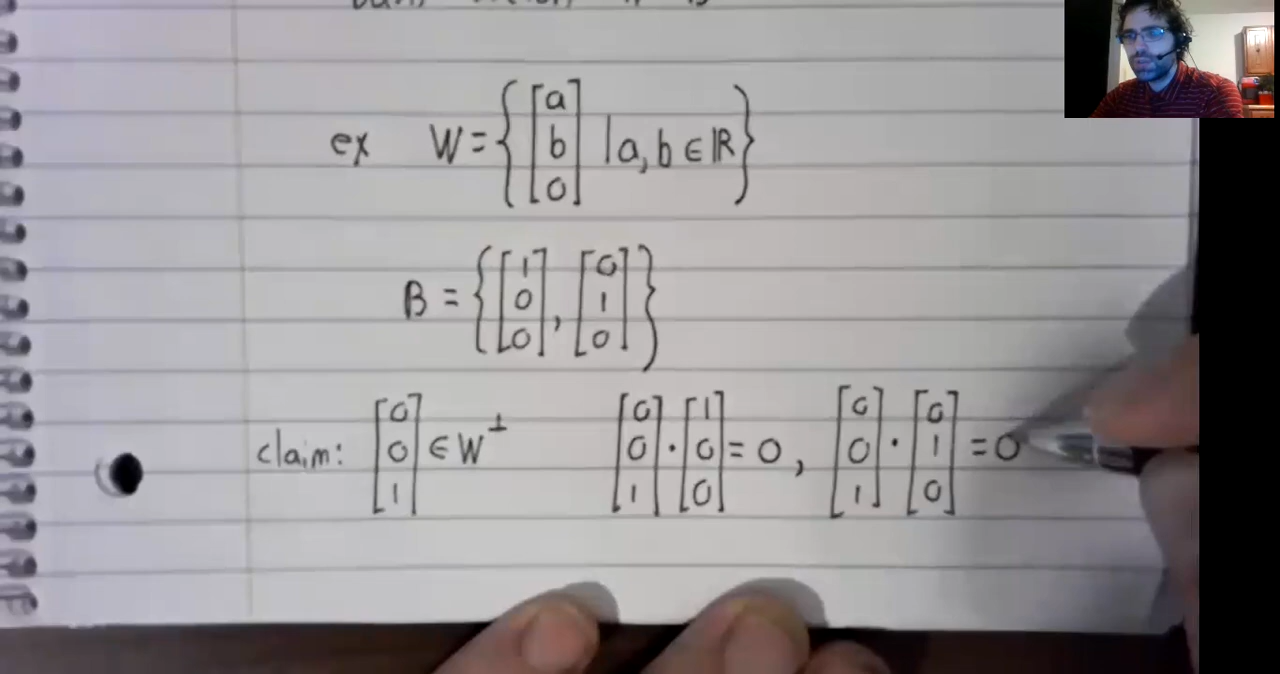 ex W = { [a b 0] | a, b ∈ ℝ }
B = { [1 0 0], [0 1 0] }
claim: [0 0 1] ∈ W⊥ [0 0 1] · [1 0 0] = 0, [0 0 1] · [0 1 0] = 0